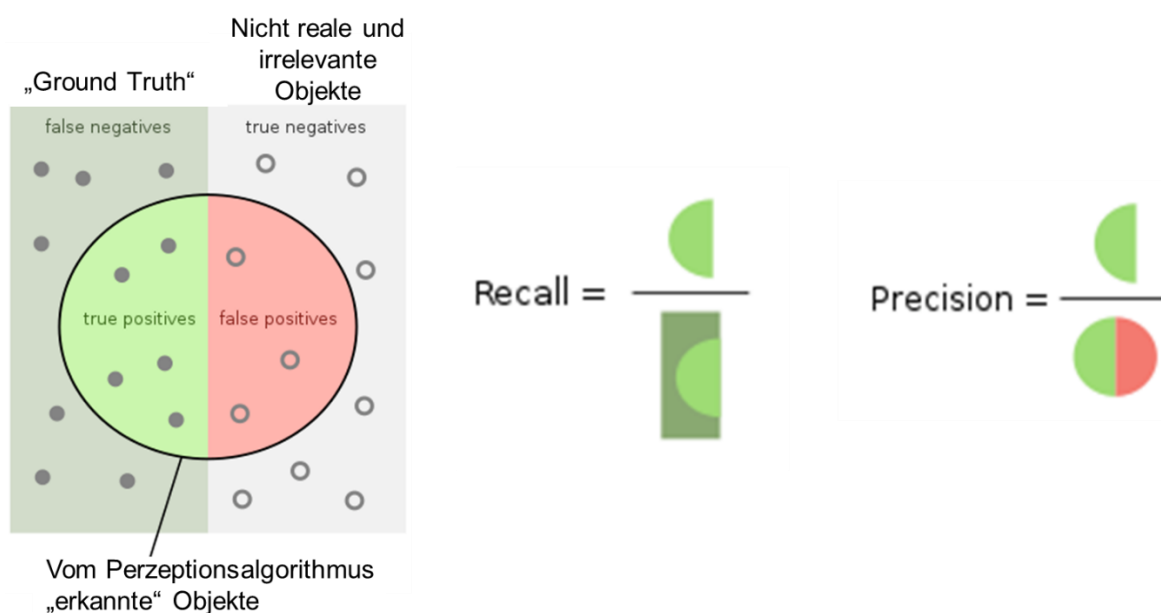 Nicht reale und
irrelevante
Objekte
„Ground Truth“
false negatives
true negatives
true positives
false positives
Vom Perzeptionsalgorithmus
„erkannte“ Objekte
Recall =
Precision =